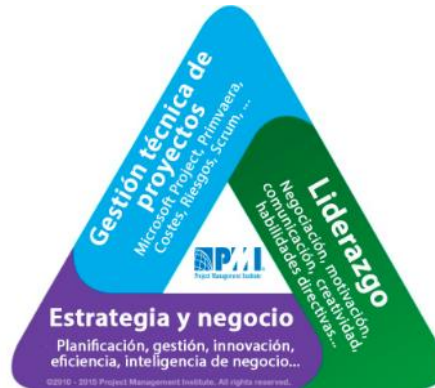 Gestión técnica de
proyectos
Microsoft Project, Primvaera,
Costes, Riesgos, Scrum, ...
Liderazgo
Negociación, motivación,
comunicación, creatividad,
habilidades directivas...
PMI
Project Management Institute
Estrategia y negocio
Planificación, gestión, innovación,
eficiencia, inteligencia de negocio...
©2010 - 2015 Project Management Institute. All rights reserved.